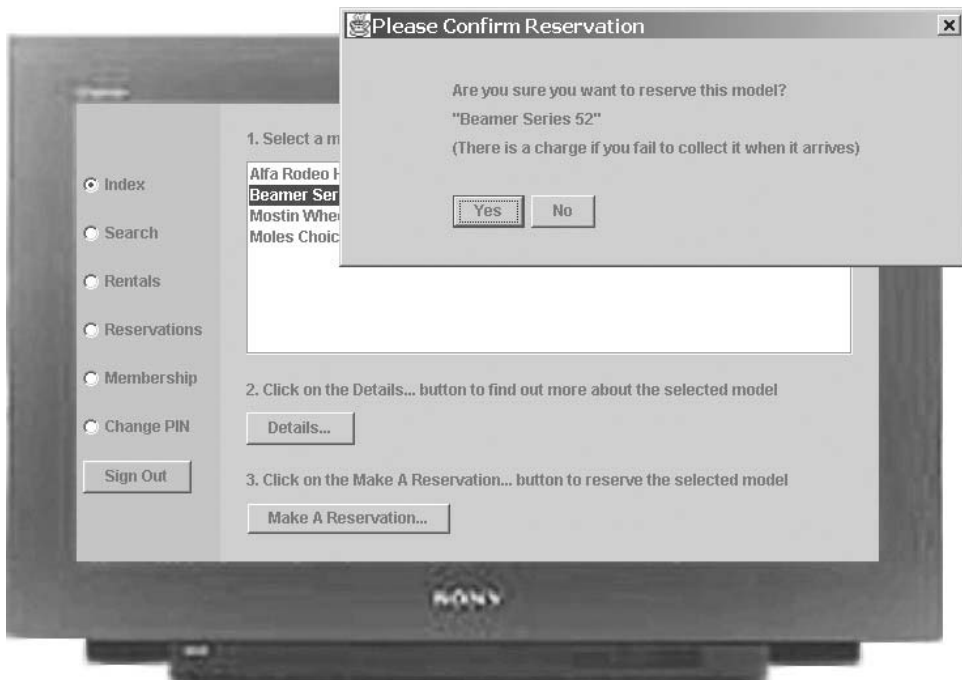 Please Confirm Reservation
Are you sure you want to reserve this model?
"Beamer Series 52"
(There is a charge if you fail to collect it when it arrives)
Yes
No
Index
Search
Rentals
Reservations
Membership
Change PIN
Sign Out
1. Select a m
Alfa Rodeo H
Beamer Ser
Mostin Whe
Moles Choic
2. Click on the Details... button to find out more about the selected model
Details...
3. Click on the Make A Reservation... button to reserve the selected model
Make A Reservation...
SONY